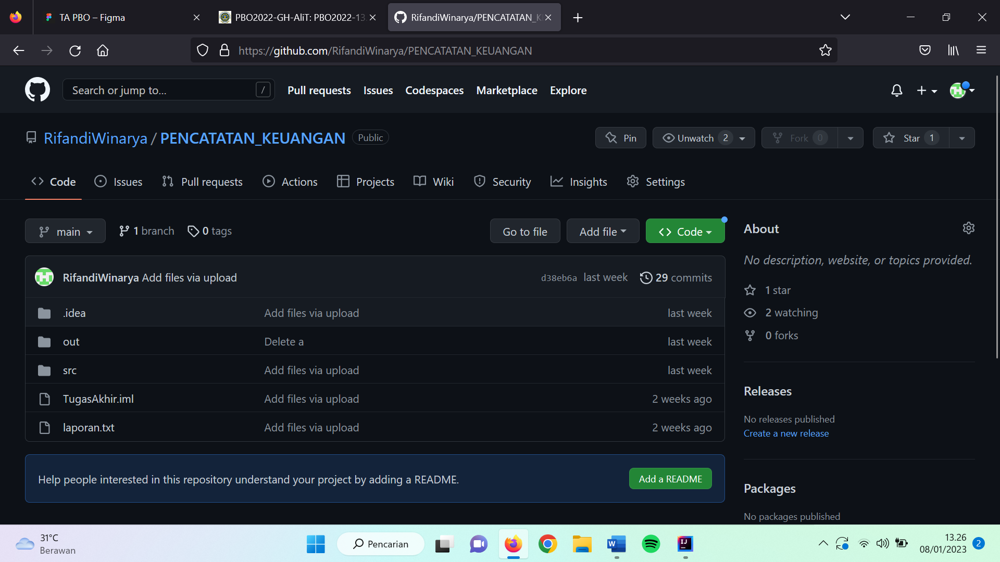 TA PBO – Figma
PBO2022-GH-AliT: PBO2022-13
RifandiWinarya/PENCATATAN_K
https://github.com/RifandiWinarya/PENCATATAN_KEUANGAN
Search or jump to... /
Pull requests Issues Codespaces Marketplace Explore
RifandiWinarya / PENCATATAN_KEUANGAN Public
Pin Unwatch 2 Fork 0 Star 1
Code Issues Pull requests Actions Projects Wiki Security Insights Settings
main 1 branch 0 tags
Go to file Add file Code
RifandiWinarya Add files via upload d38eb6a last week 29 commits
.idea Add files via upload last week
out Delete a last week
src Add files via upload last week
TugasAkhir.iml Add files via upload 2 weeks ago
laporan.txt Add files via upload 2 weeks ago
Help people interested in this repository understand your project by adding a README. Add a README
About
No description, website, or topics provided.
1 star
2 watching
0 forks
Releases
No releases published
Create a new release
Packages
No packages published
31°C
Berawan
Pencarian
W
IJ
13.26
08/01/2023
2